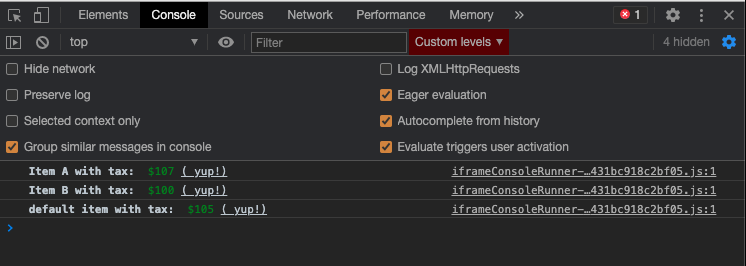 Elements Console Sources Network Performance Memory » 1
top Filter Custom levels 4 hidden
Hide network Log XMLHttpRequests
Preserve log Eager evaluation
Selected context only Autocomplete from history
Group similar messages in console Evaluate triggers user activation
Item A with tax: $107 ( yup!) iframeConsoleRunner-…431bc918c2bf05.js:1
Item B with tax: $100 ( yup!) iframeConsoleRunner-…431bc918c2bf05.js:1
default item with tax: $105 ( yup!) iframeConsoleRunner-…431bc918c2bf05.js:1
>